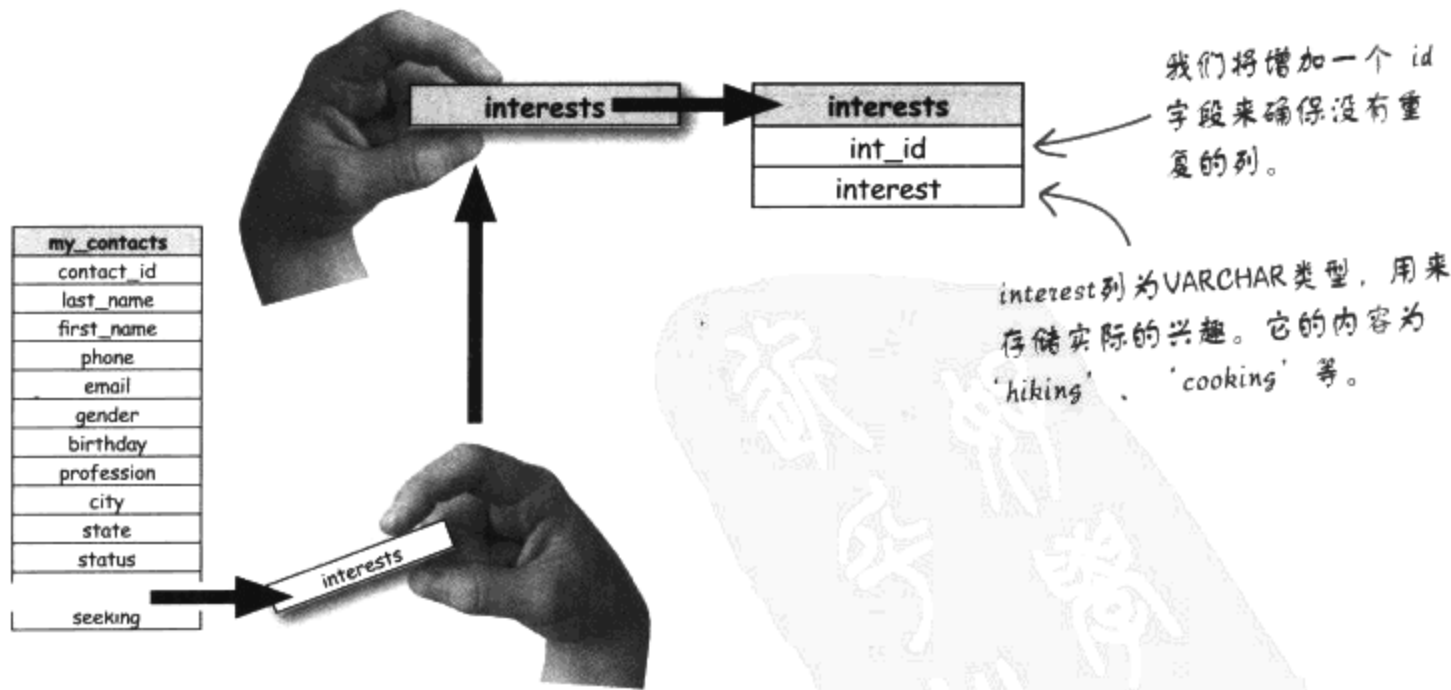 interests
interests
int_id
interest
我们将增加一个 id
字段来确保没有重
复的列。
interest列为VARCHAR类型，用来
存储实际的兴趣。它的内容为
‘hiking’、‘cooking’等。
my_contacts
contact_id
last_name
first_name
phone
email
gender
birthday
profession
city
state
status
seeking
interests